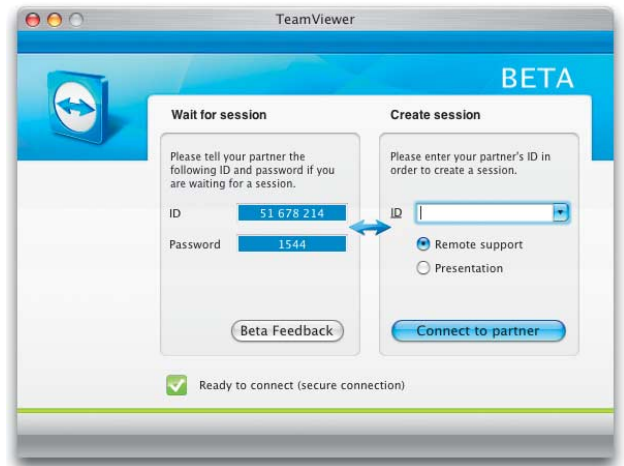 TeamViewer
BETA
Wait for session
Please tell your partner the
following ID and password if you
are waiting for a session.
ID 51 678 214
Password 1544
Beta Feedback
Create session
Please enter your partner's ID in
order to create a session.
ID
Remote support
Presentation
Connect to partner
Ready to connect (secure connection)